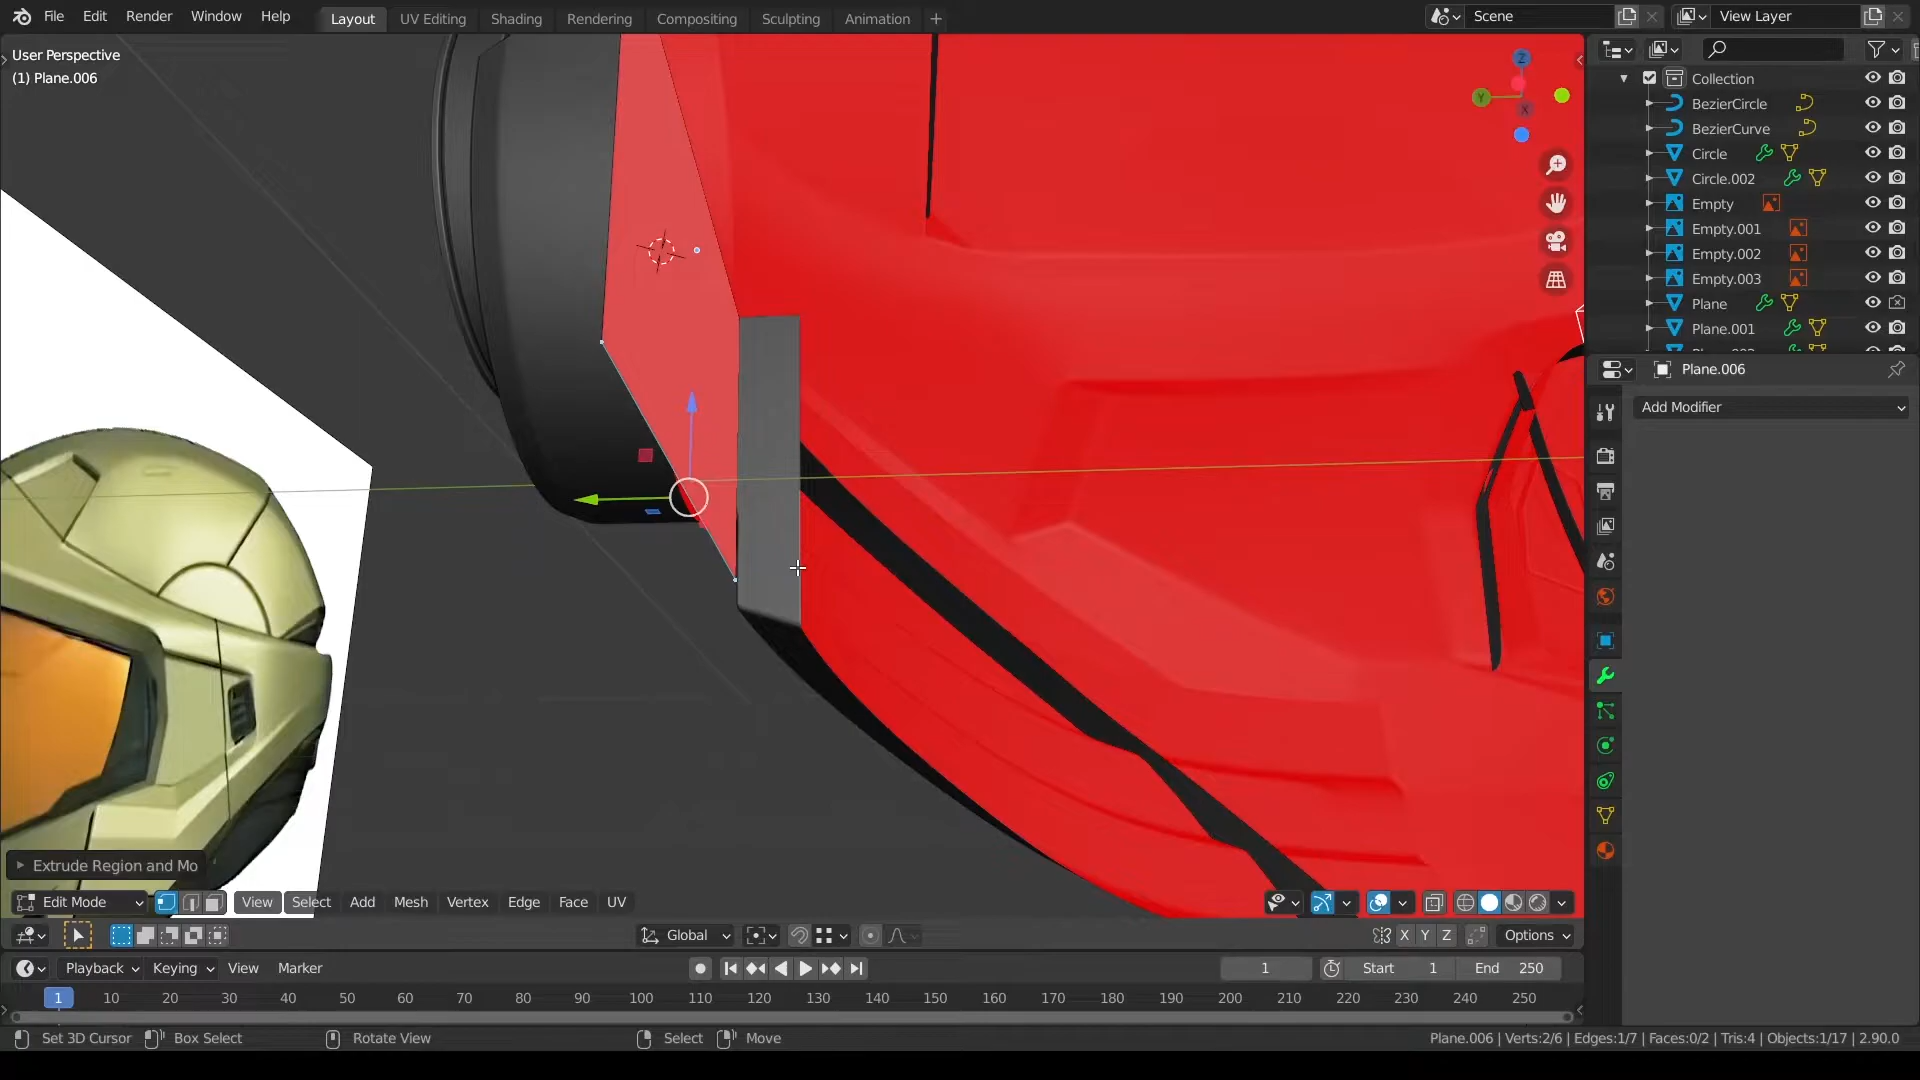 File Edit Render Window Help Layout UV Editing Shading Rendering Compositing Sculpting Animation + Scene View Layer
User Perspective
(1) Plane.006
Z
Y
X
Collection
BezierCircle
BezierCurve
Circle
Circle.002
Empty
Empty.001
Empty.002
Empty.003
Plane
Plane.001
Plane.006
Add Modifier
Extrude Region and Mo
Edit Mode View Select Add Mesh Vertex Edge Face UV
Global X Y Z Options
Playback Keying View Marker 1 Start 1 End 250
1 10 20 30 40 50 60 70 80 90 100 110 120 130 140 150 160 170 180 190 200 210 220 230 240 250
Set 3D Cursor Box Select Rotate View Select Move Plane.006 | Verts:2/6 | Edges:1/7 | Faces:0/2 | Tris:4 | Objects:1/17 | 2.90.0